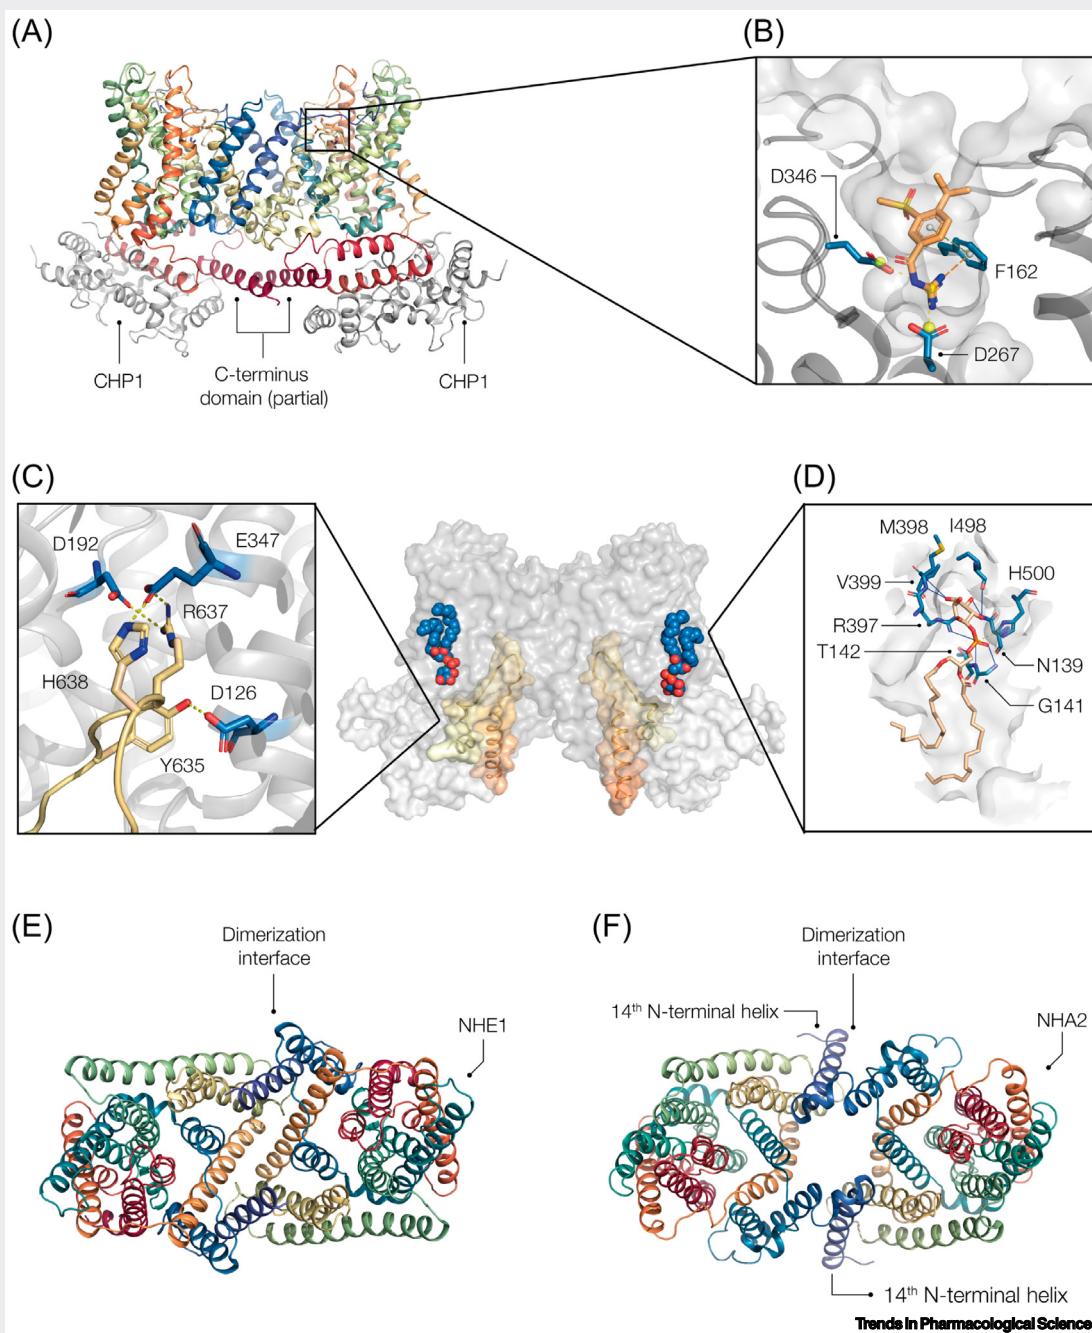 (A)
(B)
D346
F162
D267
CHP1
C-terminus
domain (partial)
CHP1
(C)
(D)
D192
E347
R637
H638
D126
Y635
M398
I498
V399
H500
R397
T142
N139
G141
(E)
(F)
Dimerization
interface
NHE1
Dimerization
interface
14th N-terminal helix
NHA2
14th N-terminal helix
Trends in Pharmacological Science